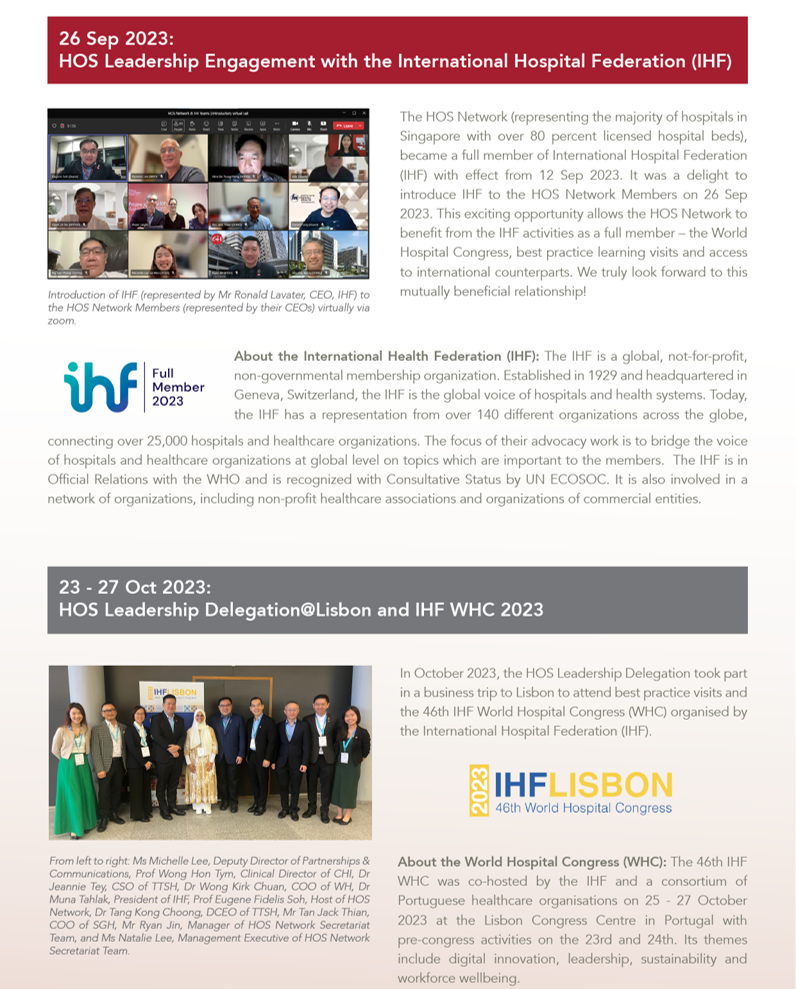 26 Sep 2023:
HOS Leadership Engagement with the International Hospital Federation (IHF)
The HOS Network (representing the majority of hospitals in
Singapore with over 80 percent licensed hospital beds),
became a full member of International Hospital Federation
(IHF) with effect from 12 Sep 2023. It was a delight to
introduce IHF to the HOS Network Members on 26 Sep
2023. This exciting opportunity allows the HOS Network to
benefit from the IHF activities as a full member – the World
Hospital Congress, best practice learning visits and access
to international counterparts. We truly look forward to this
mutually beneficial relationship!
Introduction of IHF (represented by Mr Ronald Lavater, CEO, IHF) to
the HOS Network Members (represented by their CEOs) virtually via
zoom.
ihf
Full
Member
2023
About the International Health Federation (IHF): The IHF is a global, not-for-profit,
non-governmental membership organization. Established in 1929 and headquartered in
Geneva, Switzerland, the IHF is the global voice of hospitals and health systems. Today,
the IHF has a representation from over 140 different organizations across the globe,
connecting over 25,000 hospitals and healthcare organizations. The focus of their advocacy work is to bridge the voice
of hospitals and healthcare organizations at global level on topics which are important to the members. The IHF is in
Official Relations with the WHO and is recognized with Consultative Status by UN ECOSOC. It is also involved in a
network of organizations, including non-profit healthcare associations and organizations of commercial entities.
23 - 27 Oct 2023:
HOS Leadership Delegation@Lisbon and IHF WHC 2023
IHFLISBON
In October 2023, the HOS Leadership Delegation took part
in a business trip to Lisbon to attend best practice visits and
the 46th IHF World Hospital Congress (WHC) organised by
the International Hospital Federation (IHF).
2023
IHFLISBON
46th World Hospital Congress
From left to right: Ms Michelle Lee, Deputy Director of Partnerships &
Communications, Prof Wong Hon Tym, Clinical Director of CHI, Dr
Jeannie Tey, CSO of TTSH, Dr Wong Kirk Chuan, COO of WH, Dr
Muna Tahlak, President of IHF, Prof Eugene Fidelis Soh, Host of HOS
Network, Dr Tang Kong Choong, DCEO of TTSH, Mr Tan Jack Thian,
COO of SGH, Mr Ryan Jin, Manager of HOS Network Secretariat
Team, and Ms Natalie Lee, Management Executive of HOS Network
Secretariat Team.
About the World Hospital Congress (WHC): The 46th IHF
WHC was co-hosted by the IHF and a consortium of
Portuguese healthcare organisations on 25 - 27 October
2023 at the Lisbon Congress Centre in Portugal with
pre-congress activities on the 23rd and 24th. Its themes
include digital innovation, leadership, sustainability and
workforce wellbeing.